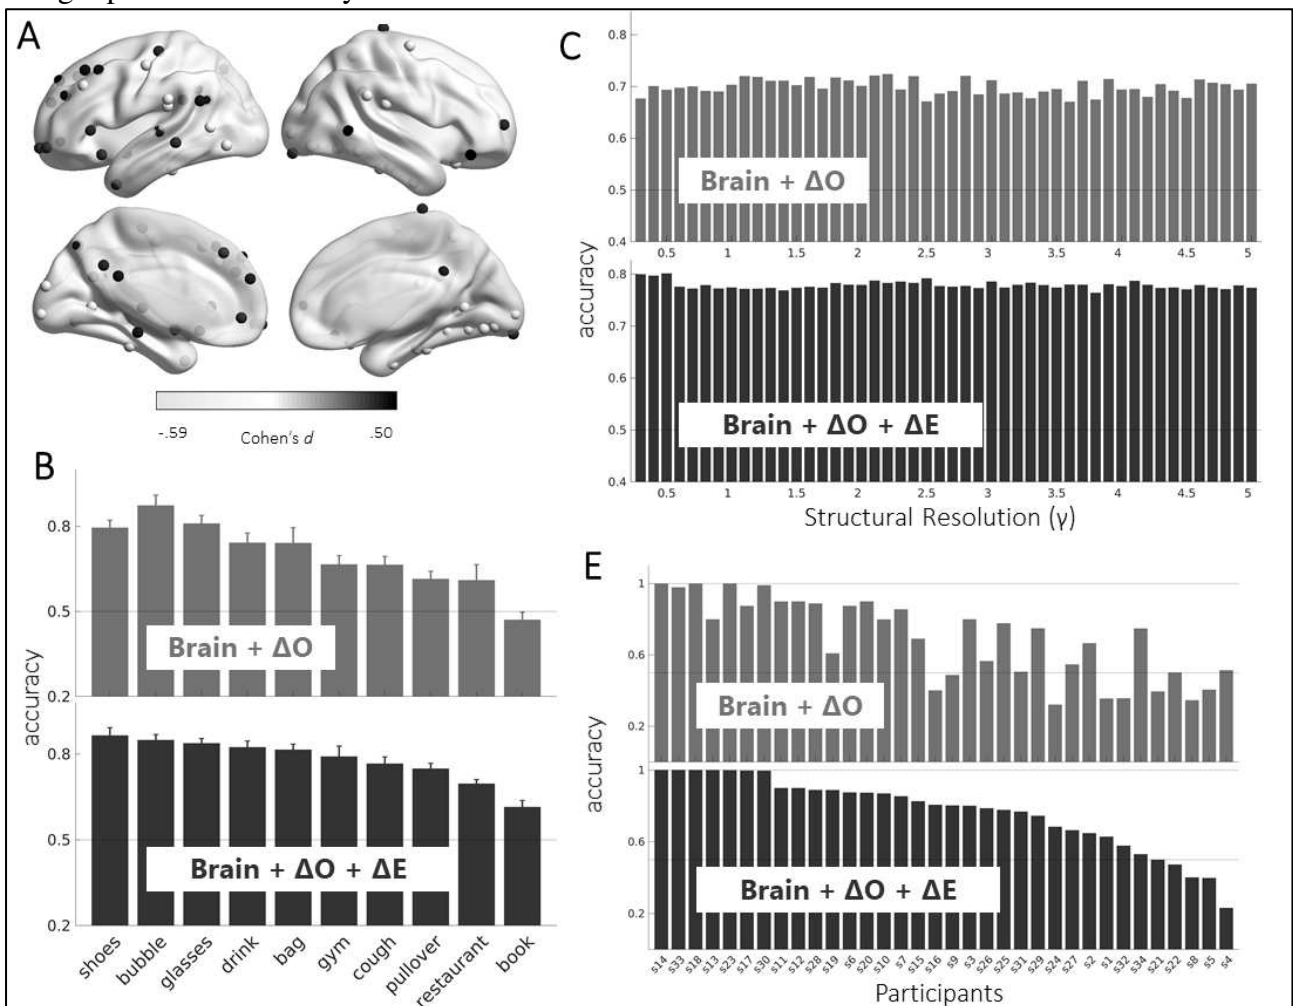 A
-.59
Cohen's d
.50
B
0.8
0.5
0.2
Brain + ΔO
accuracy
0.8
0.5
0.2
Brain + ΔO + ΔE
shoes
bubble
glasses
drink
bag
gym
cough
pullover
restaurant
book
C
0.8
0.7
0.6
0.5
0.4
Brain + ΔO
0.5 1 1.5 2 2.5 3 3.5 4 4.5 5
accuracy
0.8
0.7
0.6
0.5
0.4
Brain + ΔO + ΔE
0.5 1 1.5 2 2.5 3 3.5 4 4.5 5
Structural Resolution (γ)
E
1
0.6
0.2
Brain + ΔO
accuracy
1
0.6
0.2
Brain + ΔO + ΔE
s14 s33 s18 s13 s23 s17 s30 s11 s12 s28 s19 s6 s20 s10 s7 s15 s16 s9 s3 s26 s25 s31 s29 s24 s27 s2 s1 s32 s34 s21 s22 s8 s5 s4
Participants